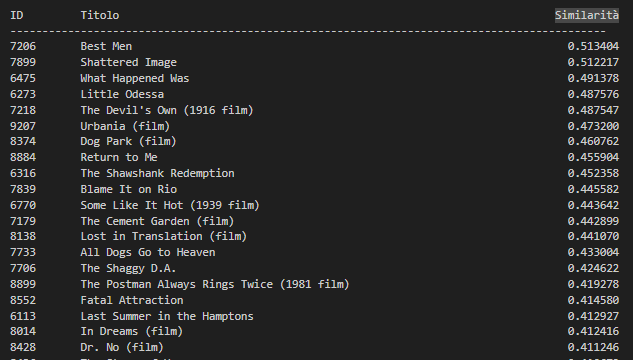 ID Titolo Similarità
--------------------------------------------------------------------------------
7206 Best Men 0.513404
7899 Shattered Image 0.512217
6475 What Happened Was 0.491378
6273 Little Odessa 0.487576
7218 The Devil's Own (1916 film) 0.487547
9207 Urbania (film) 0.473200
8374 Dog Park (film) 0.460762
8884 Return to Me 0.455904
6316 The Shawshank Redemption 0.452358
7839 Blame It on Rio 0.445582
6770 Some Like It Hot (1939 film) 0.443642
7179 The Cement Garden (film) 0.442899
8138 Lost in Translation (film) 0.441070
7733 All Dogs Go to Heaven 0.433004
7706 The Shaggy D.A. 0.424622
8899 The Postman Always Rings Twice (1981 film) 0.419278
8552 Fatal Attraction 0.414580
6113 Last Summer in the Hamptons 0.412927
8014 In Dreams (film) 0.412416
8428 Dr. No (film) 0.411246